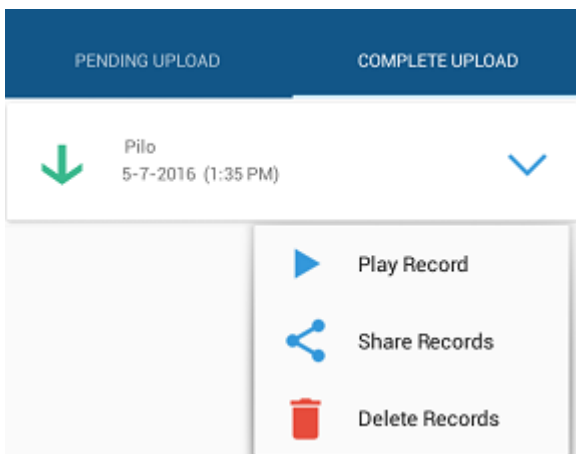 PENDING UPLOAD
COMPLETE UPLOAD
Pilo
5-7-2016 (1:35 PM)
Play Record
Share Records
Delete Records